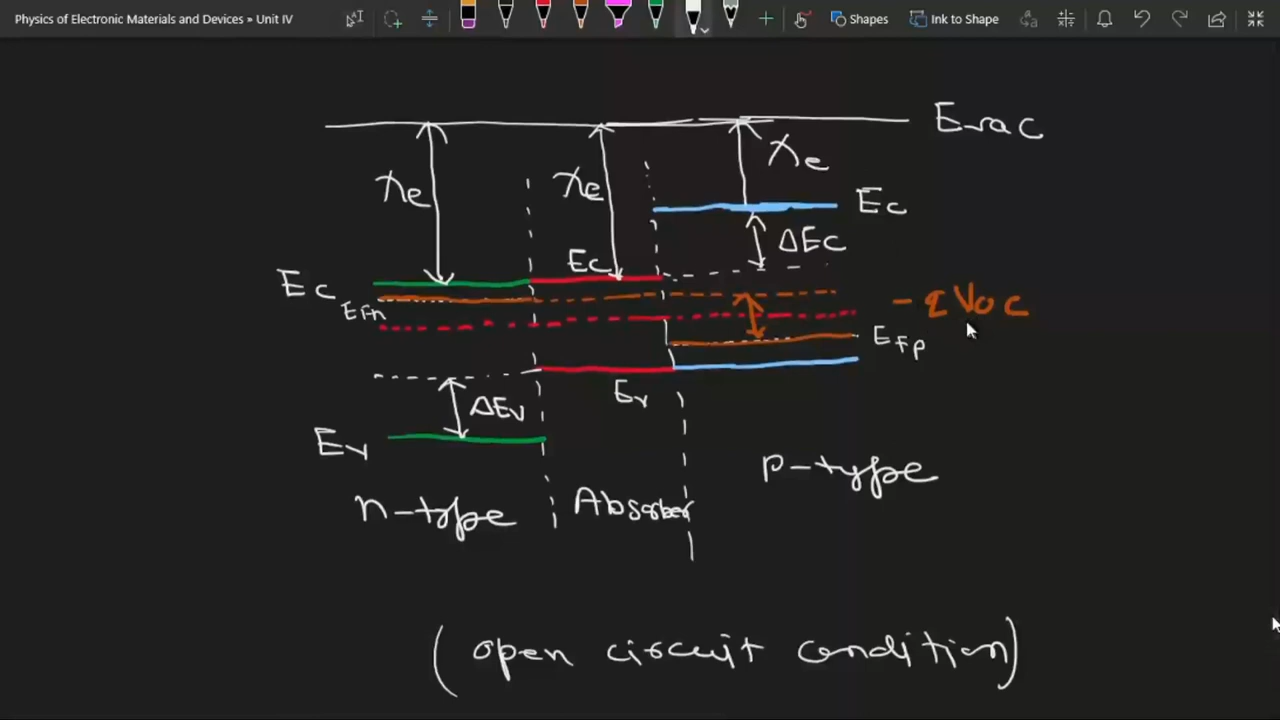 Physics of Electronic Materials and Devices » Unit IV
Shapes
Ink to Shape
Evac
χe
χe
χe
Ec
ΔEc
Ec
Ec
EFn
- qVoc
EFp
ΔEv
Ev
Ev
n-type
Absorber
p-type
(open circuit condition)